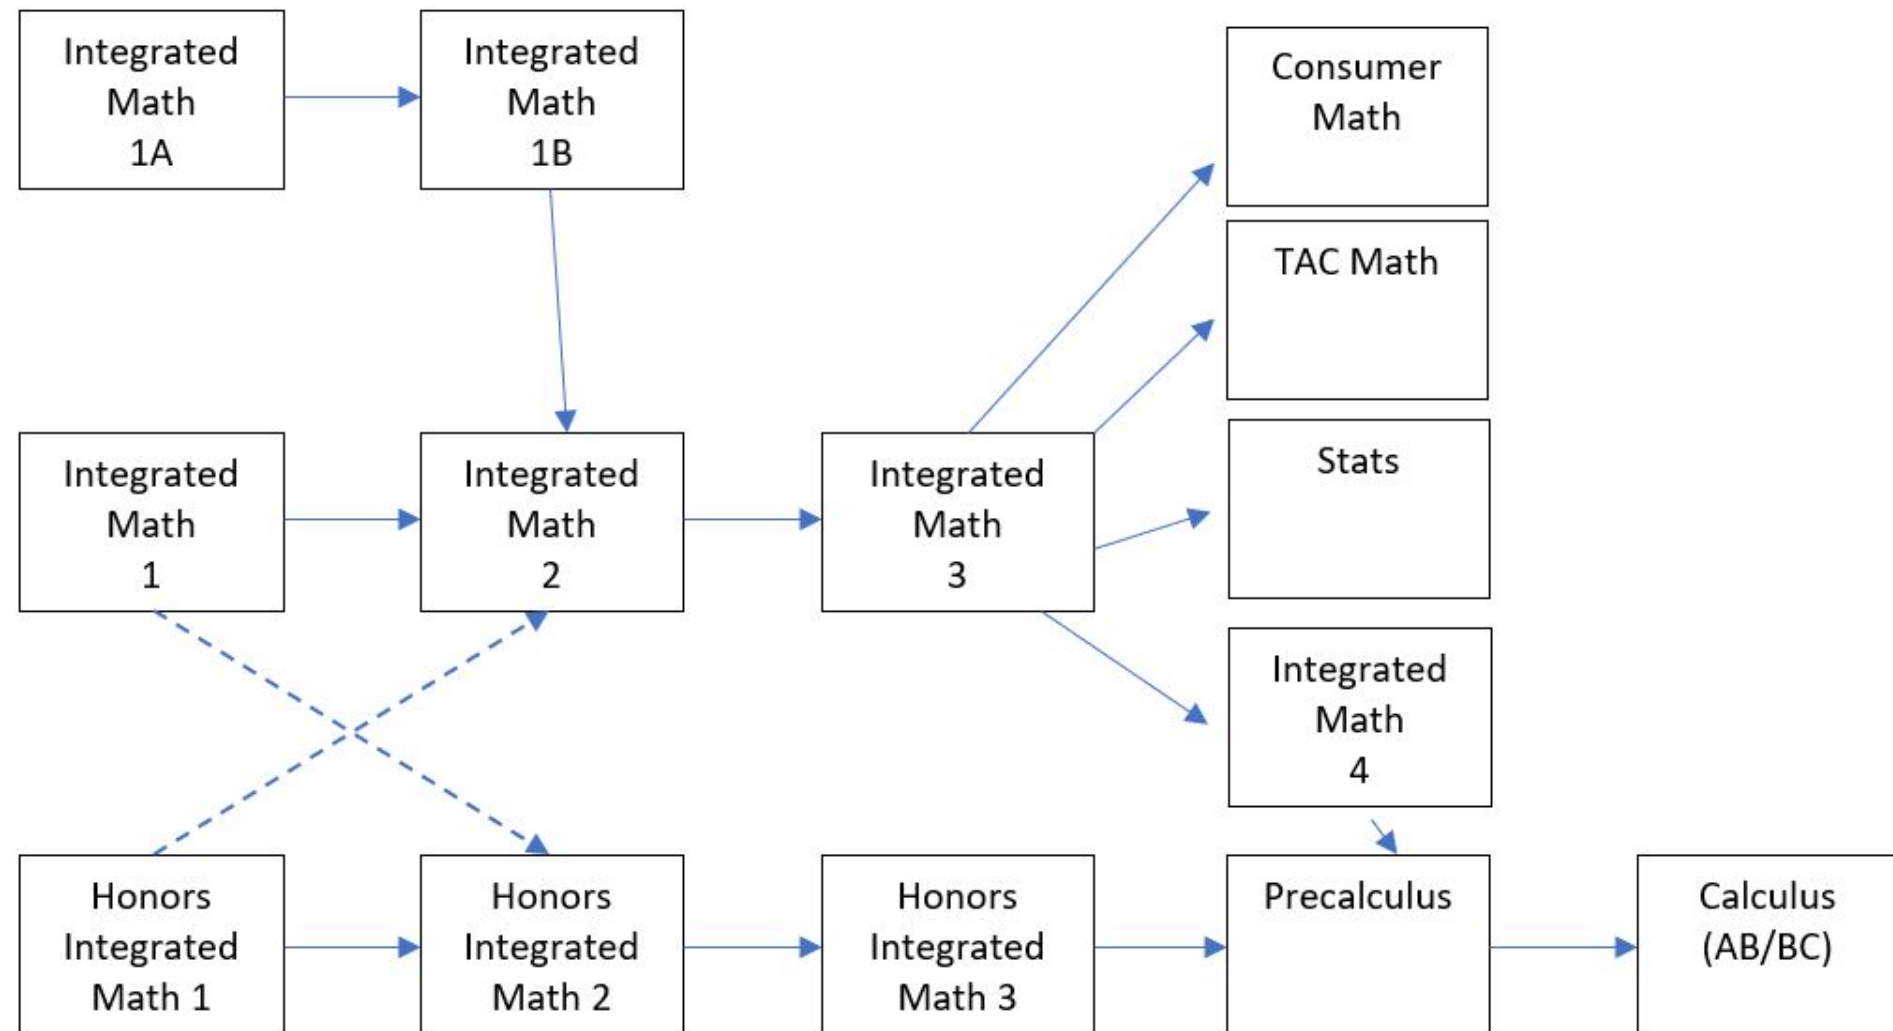 Integrated
Math
1A
Integrated
Math
1B
Consumer
Math
TAC Math
Integrated
Math
1
Integrated
Math
2
Integrated
Math
3
Stats
Integrated
Math
4
Honors
Integrated
Math 1
Honors
Integrated
Math 2
Honors
Integrated
Math 3
Precalculus
Calculus
(AB/BC)